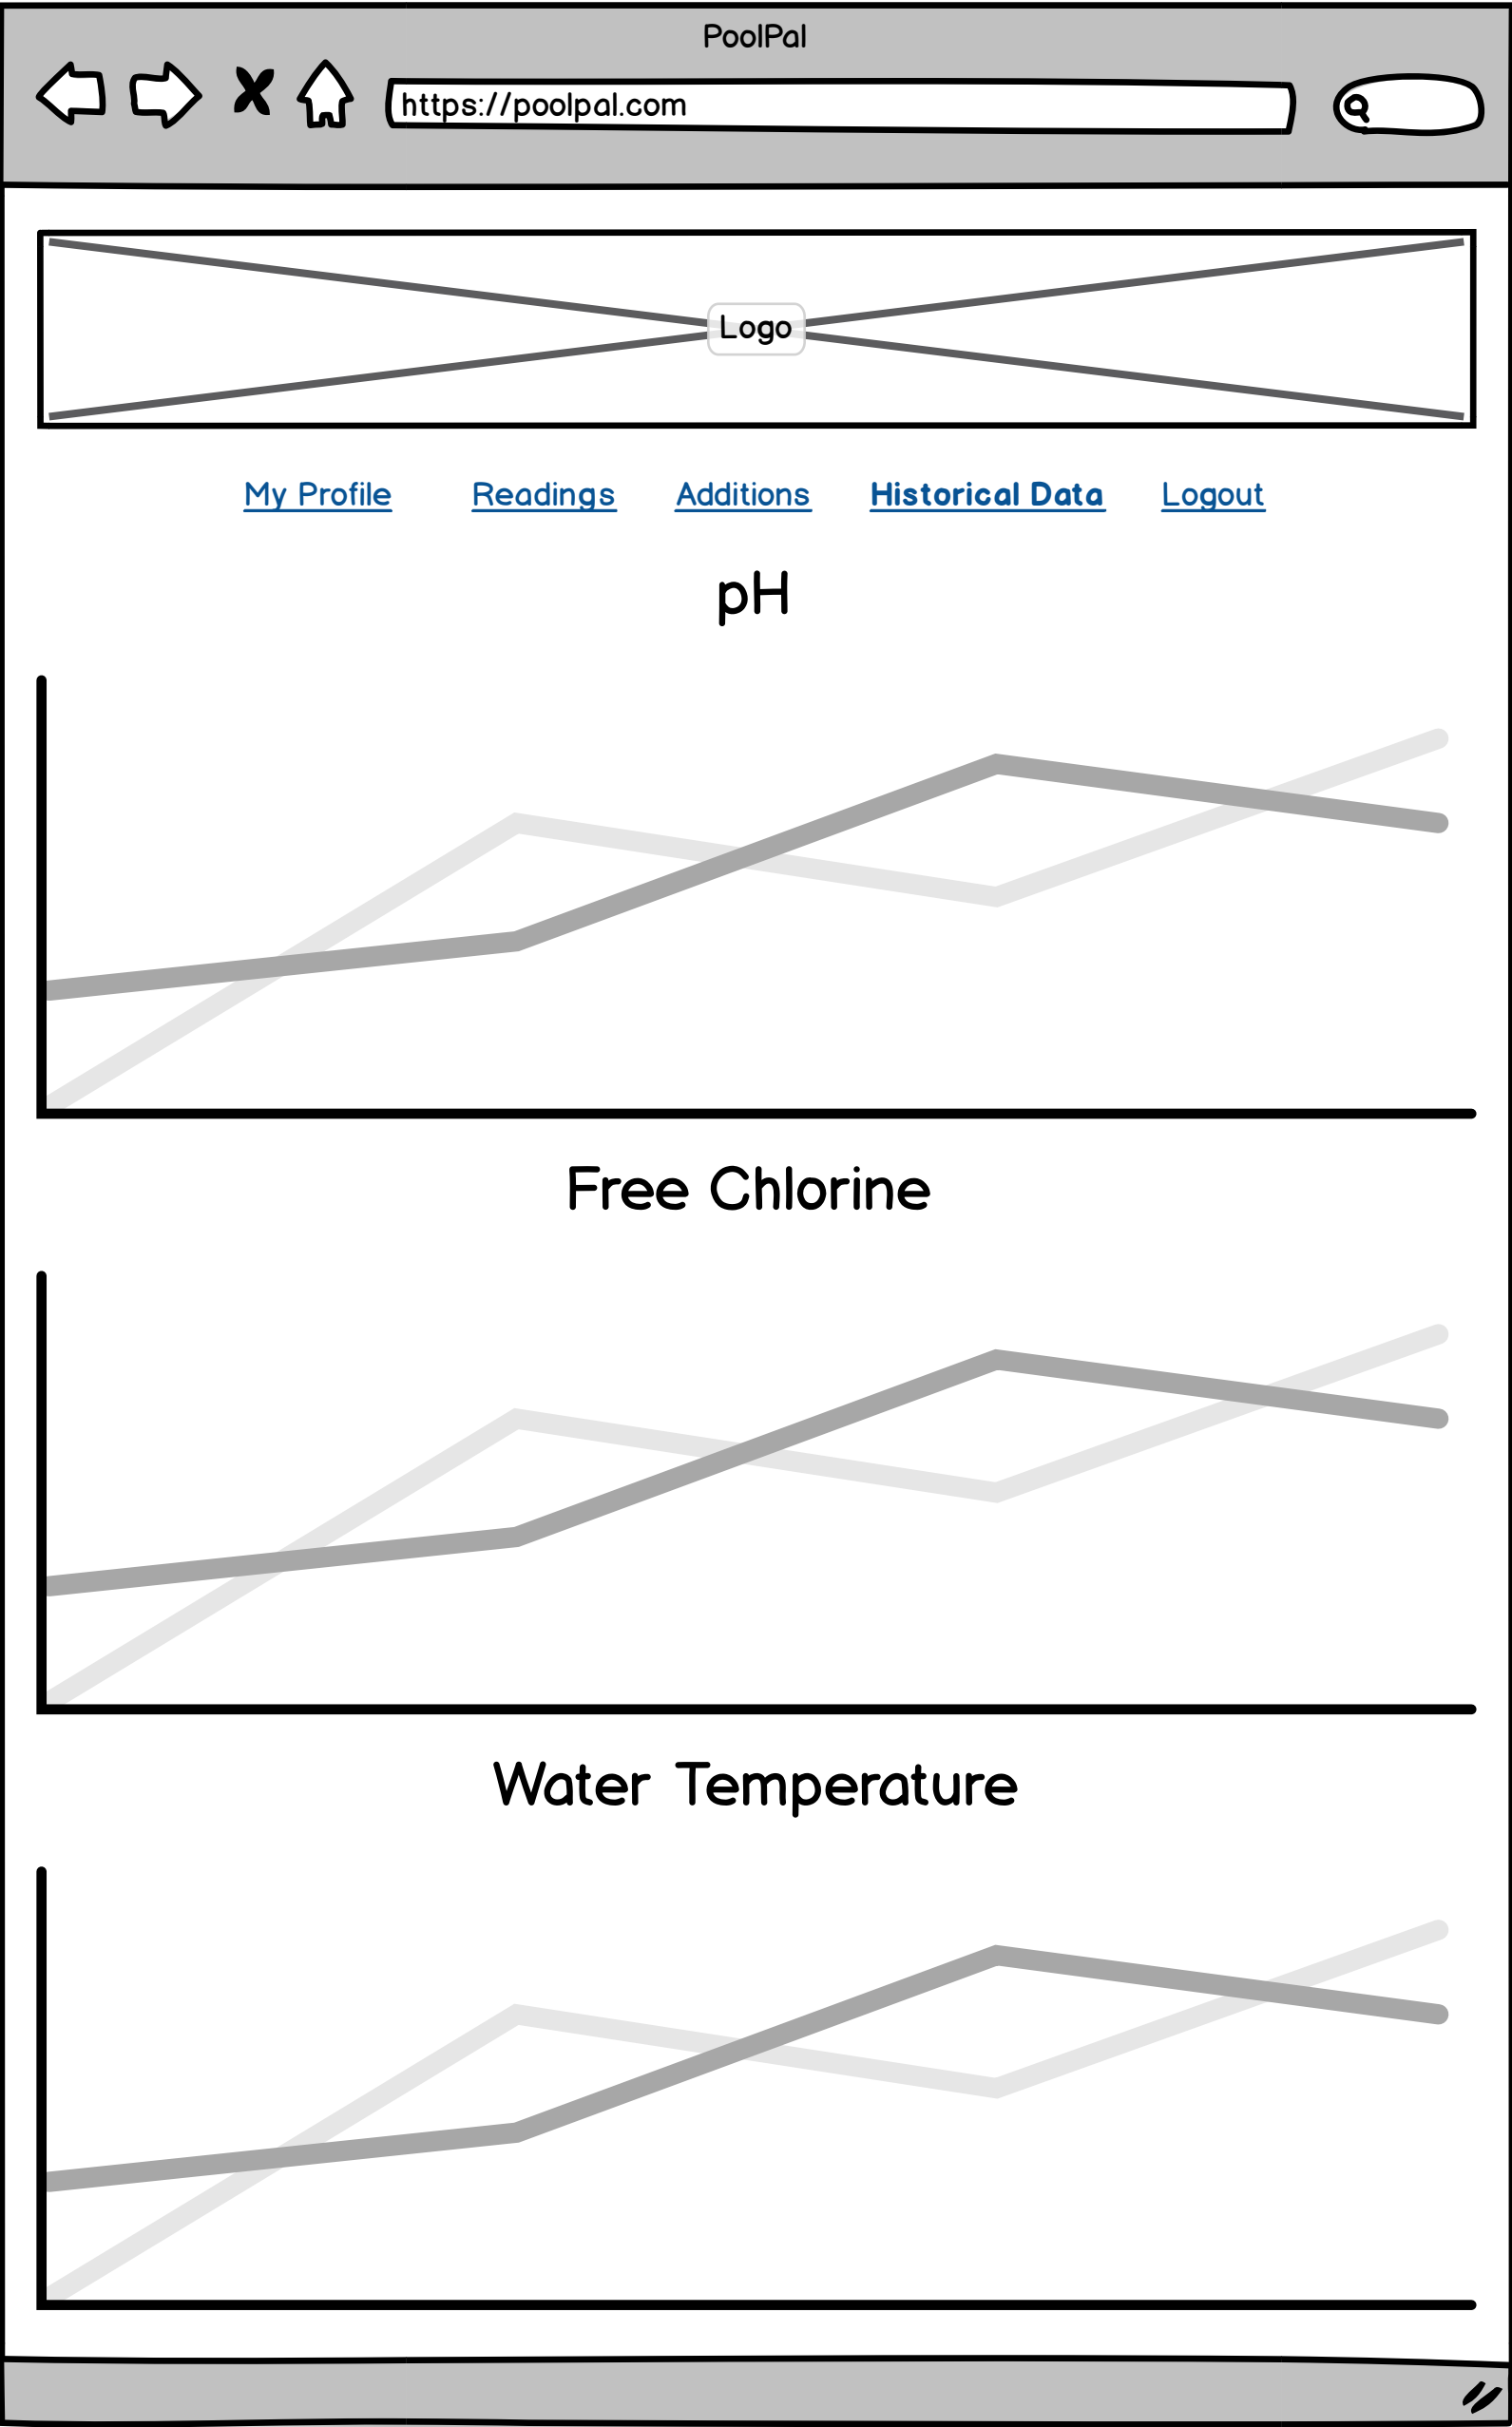 PoolPal
https://poolpal.com
Logo
My Profile Readings Additions Historical Data Logout
pH
Free Chlorine
Water Temperature